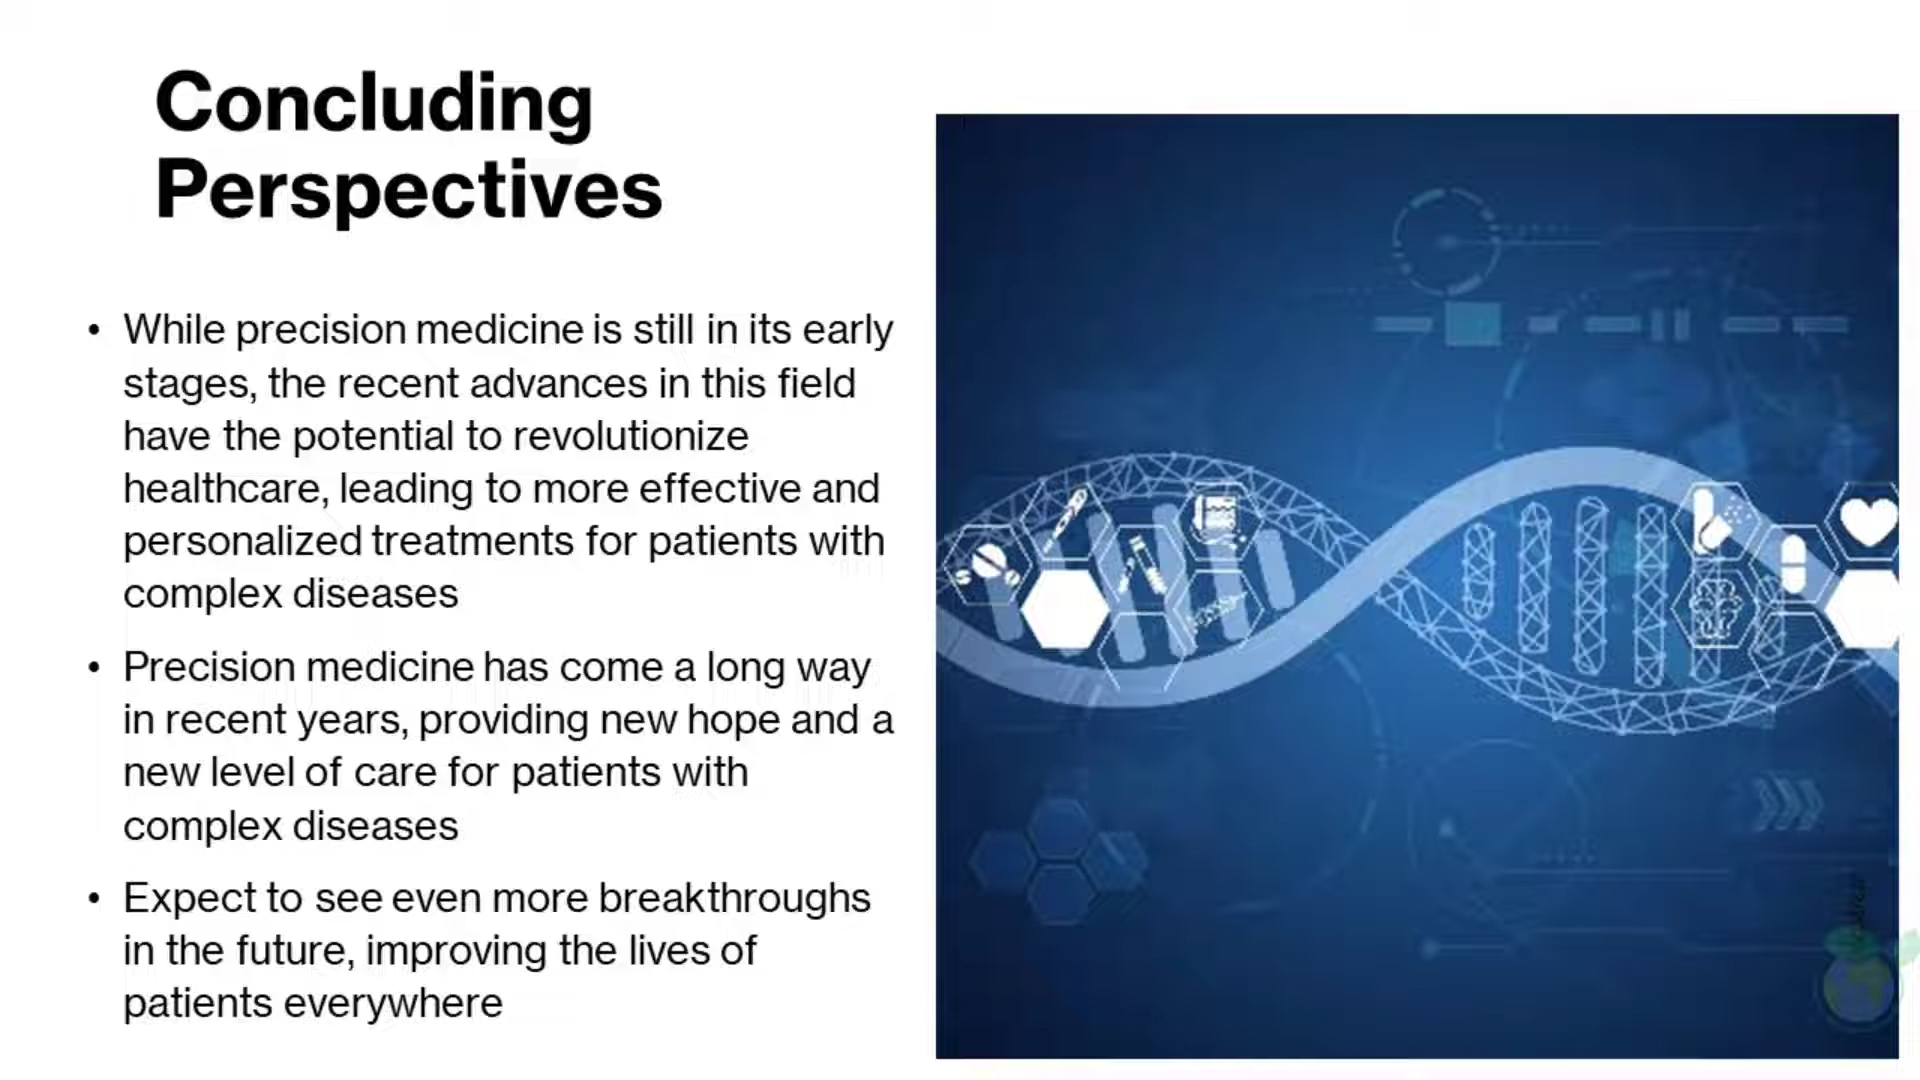 Concluding
Perspectives
• While precision medicine is still in its early
stages, the recent advances in this field
have the potential to revolutionize
healthcare, leading to more effective and
personalized treatments for patients with
complex diseases
• Precision medicine has come a long way
in recent years, providing new hope and a
new level of care for patients with
complex diseases
• Expect to see even more breakthroughs
in the future, improving the lives of
patients everywhere